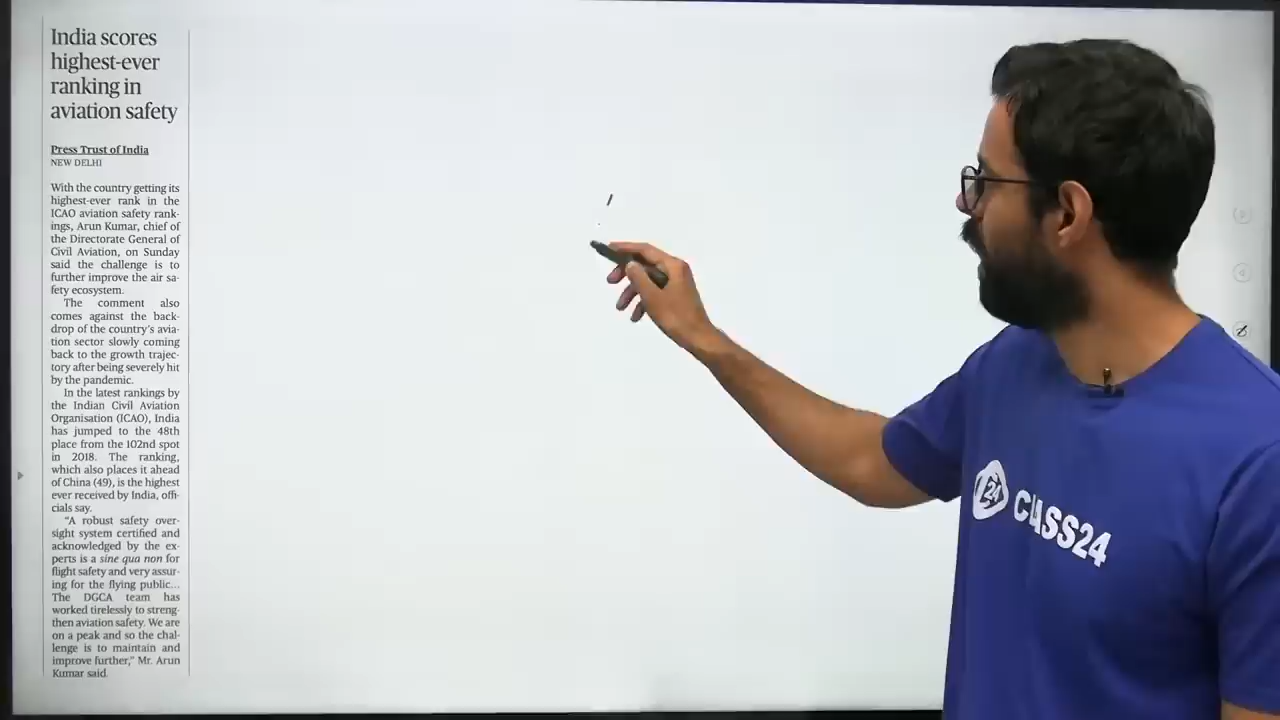 India scores
highest-ever
ranking in
aviation safety
Press Trust of India
NEW DELHI
With the country getting its
highest-ever rank in the
ICAO aviation safety rank-
ings, Arun Kumar, chief of
the Directorate General of
Civil Aviation, on Sunday
said the challenge is to
further improve the air sa-
fety ecosystem.
The comment also
comes against the back-
drop of the country's avia-
tion sector slowly coming
back to the growth trajec-
tory after being severely hit
by the pandemic.
In the latest rankings by
the Indian Civil Aviation
Organisation (ICAO), India
has jumped to the 48th
place from the 102nd spot
in 2018. The ranking,
which also places it ahead
of China (49), is the highest
ever received by India, offi-
cials say.
"A robust safety over-
sight system certified and
acknowledged by the ex-
perts is a sine qua non for
flight safety and very assur-
ing for the flying public...
The DGCA team has
worked tirelessly to streng-
then aviation safety. We are
on a peak and so the chal-
lenge is to maintain and
improve further," Mr. Arun
Kumar said.
24 CLASS24